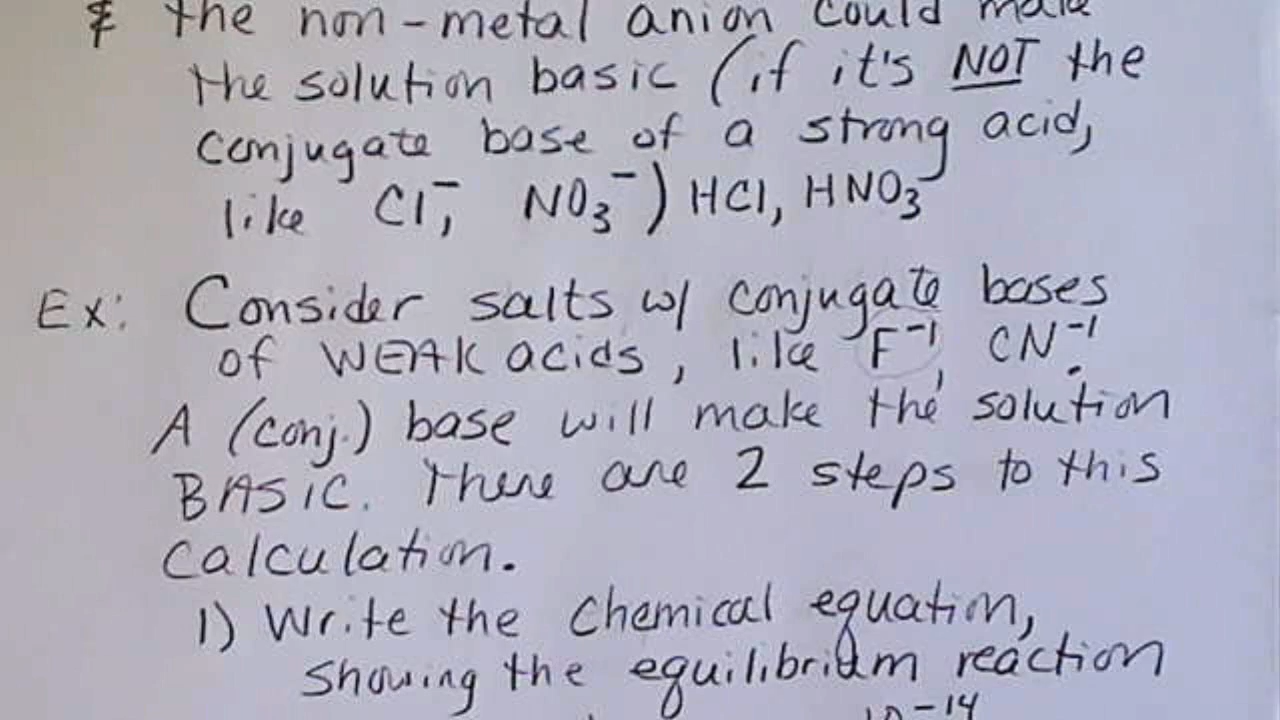 & the non-metal anion could make
the solution basic (if it's NOT the
conjugate base of a strong acid,
like Cl⁻, NO₃⁻) HCl, HNO₃
Ex: Consider salts w/ conjugate bases
of WEAK acids, like F⁻¹, CN⁻¹.
A (conj.) base will make the solution
BASIC. There are 2 steps to this
calculation.
1) Write the chemical equation,
showing the equilibrium reaction
10⁻¹⁴